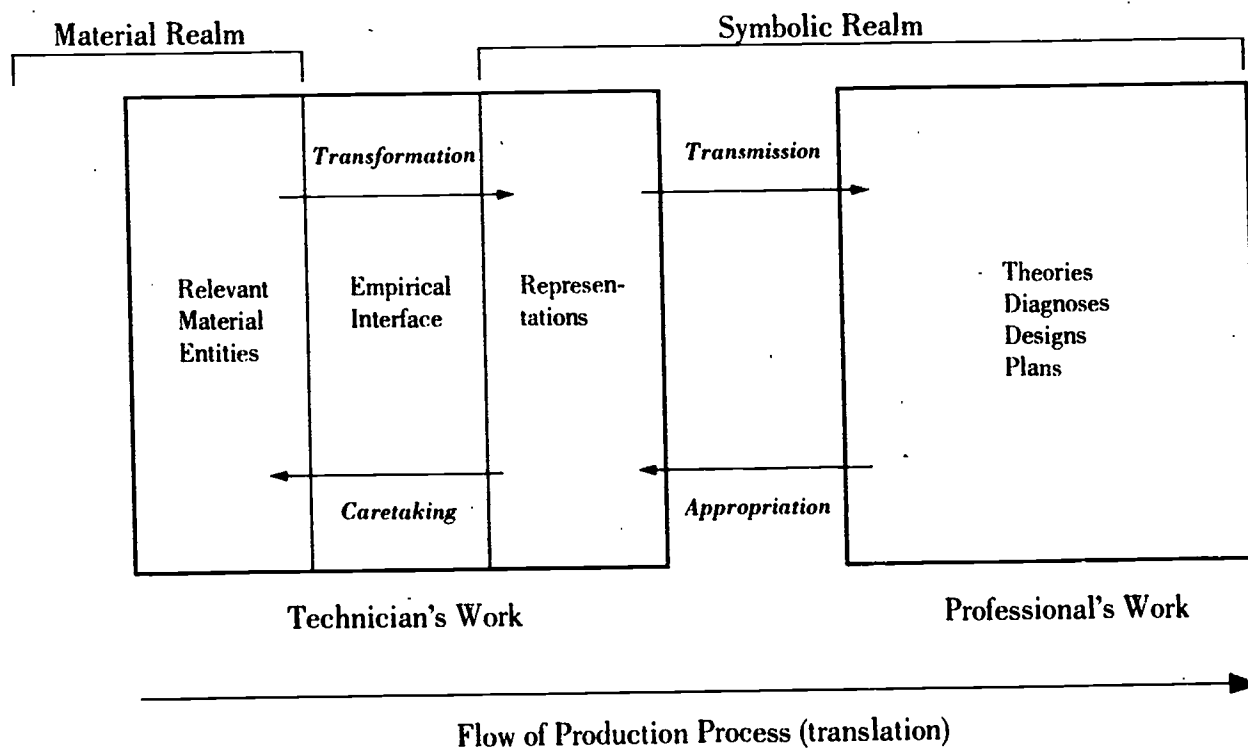 Material Realm
Symbolic Realm
Transformation
Transmission
Relevant
Material
Entities
Empirical
Interface
Represen-
tations
Theories
Diagnoses
Designs
Plans
Caretaking
Appropriation
Technician's Work
Professional's Work
Flow of Production Process (translation)